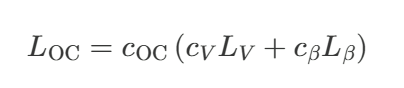 L_OC = c_OC (c_V L_V + c_β L_β)